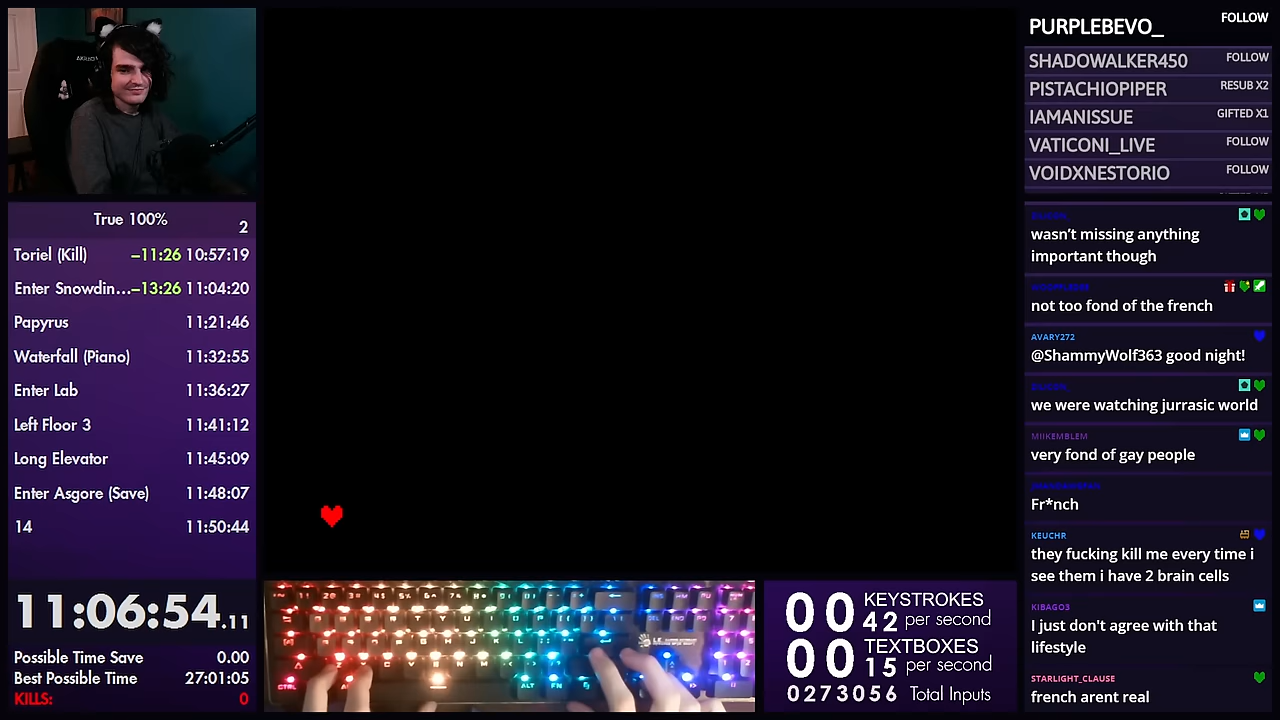 True 100%
2
Toriel (Kill) −11:26 10:57:19
Enter Snowdin... −13:26 11:04:20
Papyrus 11:21:46
Waterfall (Piano) 11:32:55
Enter Lab 11:36:27
Left Floor 3 11:41:12
Long Elevator 11:45:09
Enter Asgore (Save) 11:48:07
14 11:50:44
11:06:54.11
Possible Time Save 0.00
Best Possible Time 27:01:05
KILLS: 0
00 KEYSTROKES
42 per second
00 TEXTBOXES
15 per second
0273056 Total Inputs
PURPLEBEVO_ FOLLOW
SHADOWALKER450 FOLLOW
PISTACHIOPIPER RESUB X2
IAMANISSUE GIFTED X1
VATICONI_LIVE FOLLOW
VOIDXNESTORIO FOLLOW
wasn't missing anything
important though
not too fond of the french
AVARY272
@ShammyWolf363 good night!
we were watching jurrasic world
MIIKEMBLEM
very fond of gay people
Fr*nch
KEUCHR
they fucking kill me every time i
see them i have 2 brain cells
KIBAGO3
I just don't agree with that
lifestyle
STARLIGHT_CLAUSE
french arent real